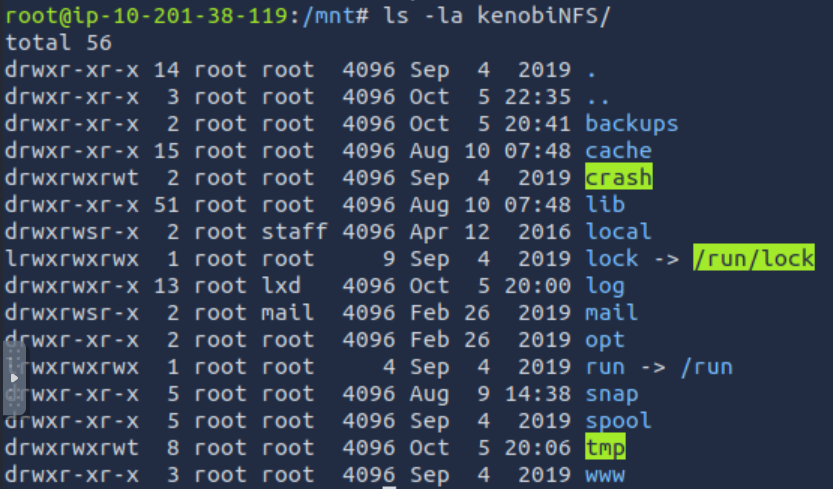 root@ip-10-201-38-119:/mnt# ls -la kenobiNFS/
total 56
drwxr-xr-x 14 root root  4096 Sep  4  2019 .
drwxr-xr-x  3 root root  4096 Oct  5 22:35 ..
drwxr-xr-x  2 root root  4096 Oct  5 20:41 backups
drwxr-xr-x 15 root root  4096 Aug 10 07:48 cache
drwxrwxrwt  2 root root  4096 Sep  4  2019 crash
drwxr-xr-x 51 root root  4096 Aug 10 07:48 lib
drwxrwsr-x  2 root staff 4096 Apr 12  2016 local
lrwxrwxrwx  1 root root     9 Sep  4  2019 lock -> /run/lock
drwxrwxr-x 13 root lxd   4096 Oct  5 20:00 log
drwxrwsr-x  2 root mail  4096 Feb 26  2019 mail
drwxr-xr-x  2 root root  4096 Feb 26  2019 opt
lrwxrwxrwx  1 root root     4 Sep  4  2019 run -> /run
drwxr-xr-x  5 root root  4096 Aug  9 14:38 snap
drwxr-xr-x  5 root root  4096 Sep  4  2019 spool
drwxrwxrwt  8 root root  4096 Oct  5 20:06 tmp
drwxr-xr-x  3 root root  4096 Sep  4  2019 www